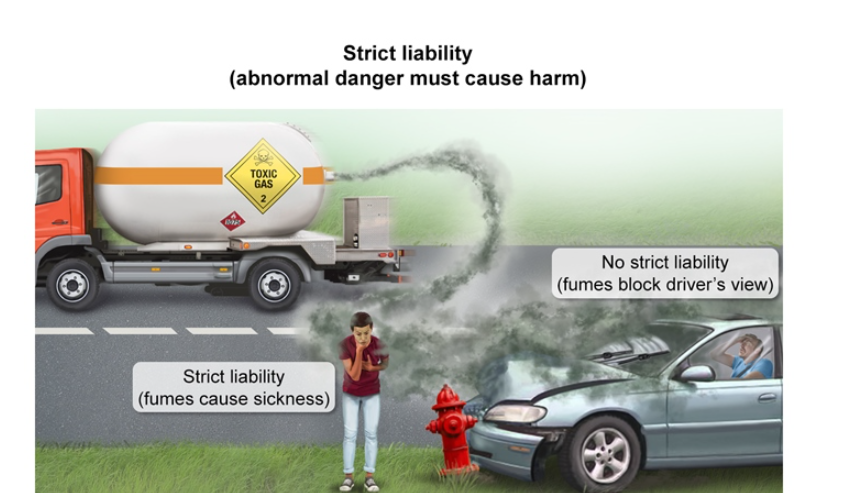 Strict liability
(abnormal danger must cause harm)
TOXIC
GAS
2
No strict liability
(fumes block driver's view)
Strict liability
(fumes cause sickness)